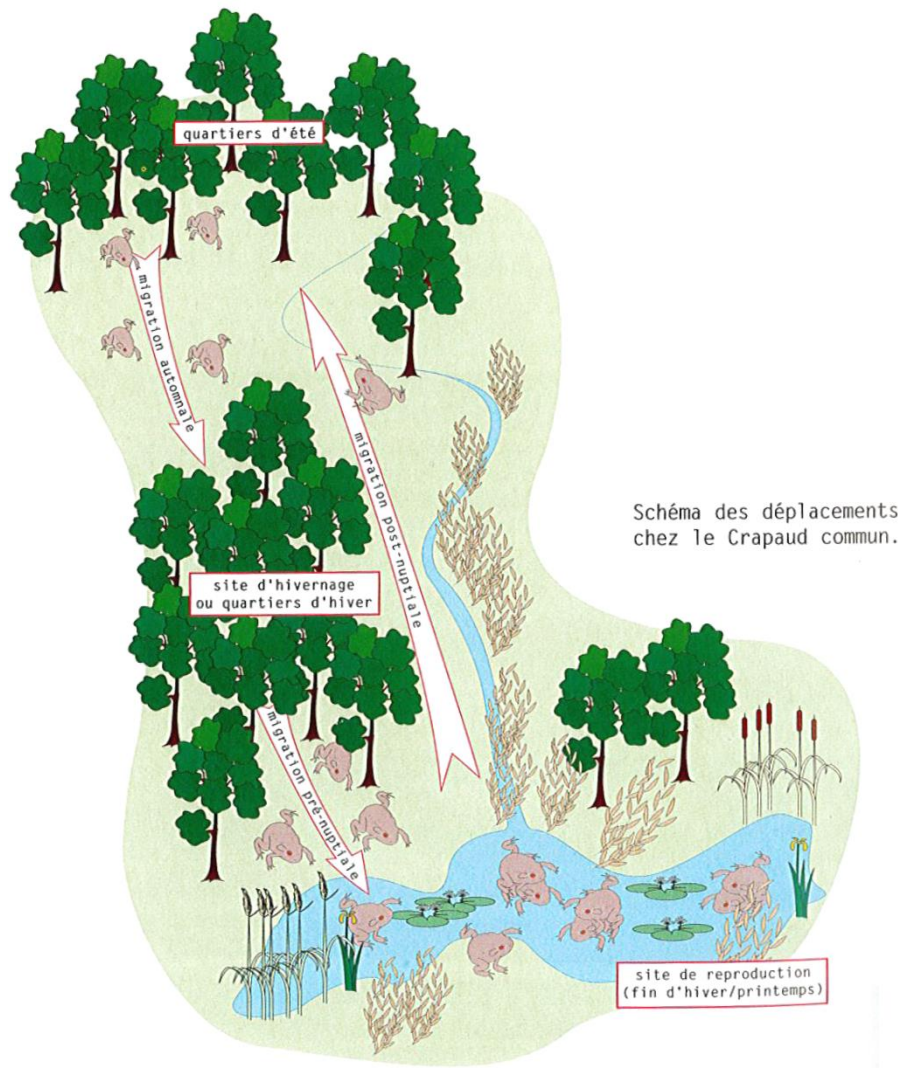 quartiers d'été
migration automnale
migration post-nuptiale
Schéma des déplacements
chez le Crapaud commun.
site d'hivernage
ou quartiers d'hiver
migration pré-nuptiale
site de reproduction
(fin d'hiver/printemps)